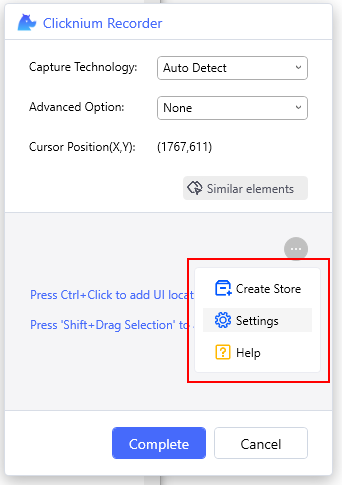 Clicknium Recorder
Capture Technology: Auto Detect
Advanced Option: None
Cursor Position(X,Y): (1767,611)
Similar elements
Create Store
Press Ctrl+Click to add UI
Settings
Press 'Shift+Drag Selection' to
Help
Complete Cancel